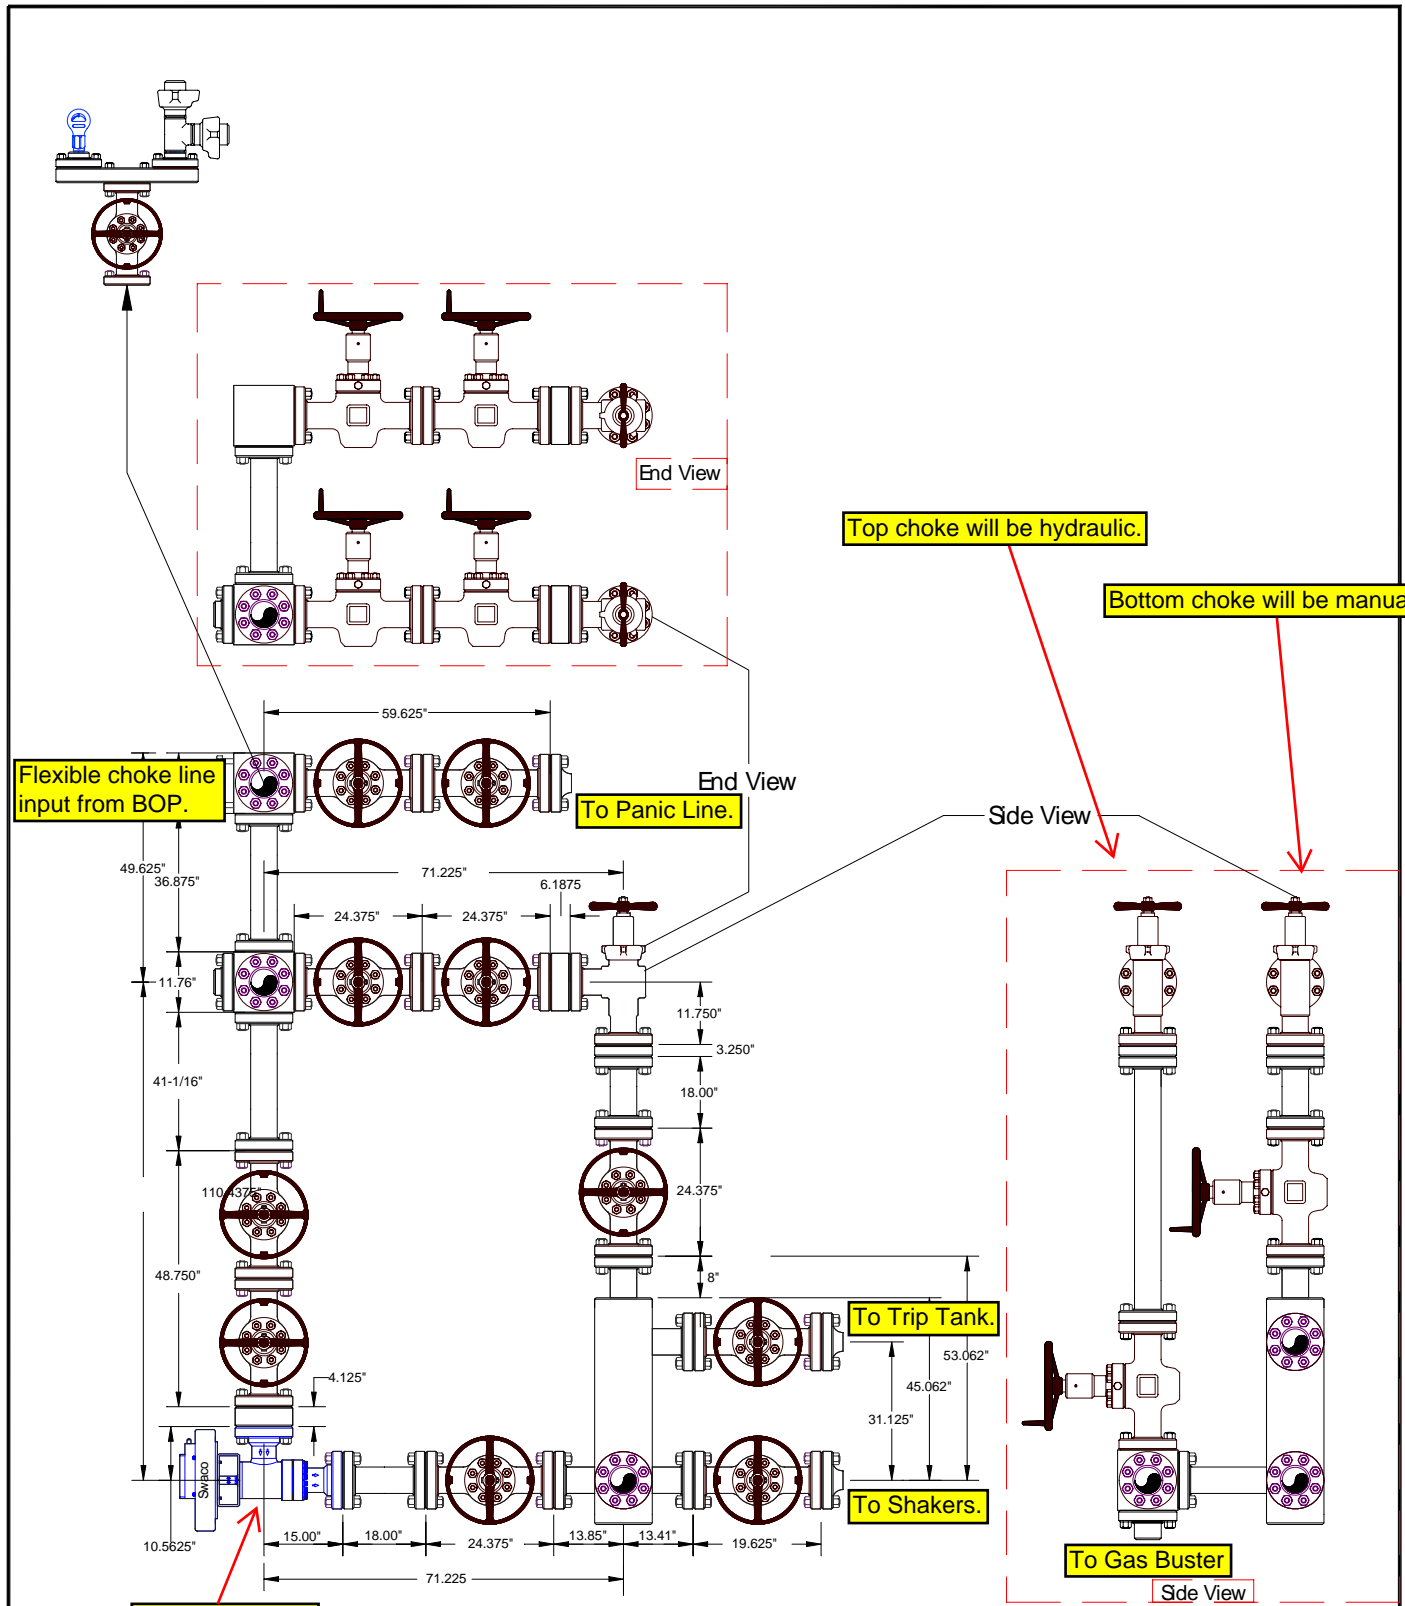 End View
Top choke will be hydraulic.
Bottom choke will be manua
59.625"
Flexible choke line
input from BOP.
To Panic Line.
End View
Side View
49.625"
36.875"
71.225"
6.1875
24.375"
24.375"
11.76"
11.750"
3.250"
41-1/16"
18.00"
110.4375"
24.375"
48.750"
8"
To Trip Tank.
53.062"
45.062"
4.125"
31.125"
Swaco
To Shakers.
10.5625"
15.00"
18.00"
24.375"
13.85"
13.41"
19.625"
To Gas Buster
71.225
Side View